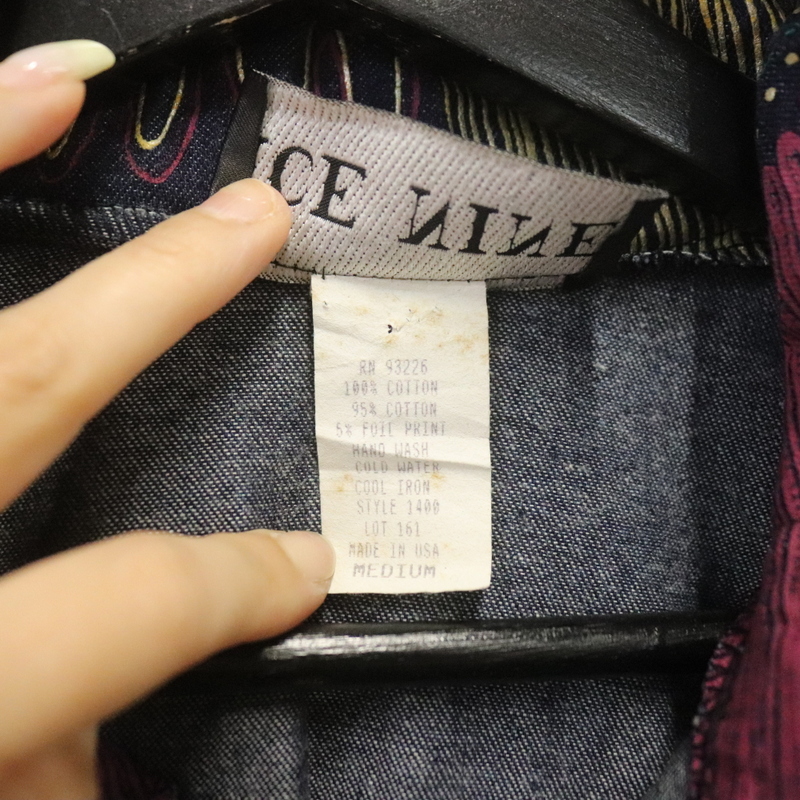 ICE NINE
RN 93226
100% COTTON
95% COTTON
5% FOIL PRINT
HAND WASH
COLD WATER
COOL IRON
STYLE 1400
LOT 161
MADE IN USA
MEDIUM